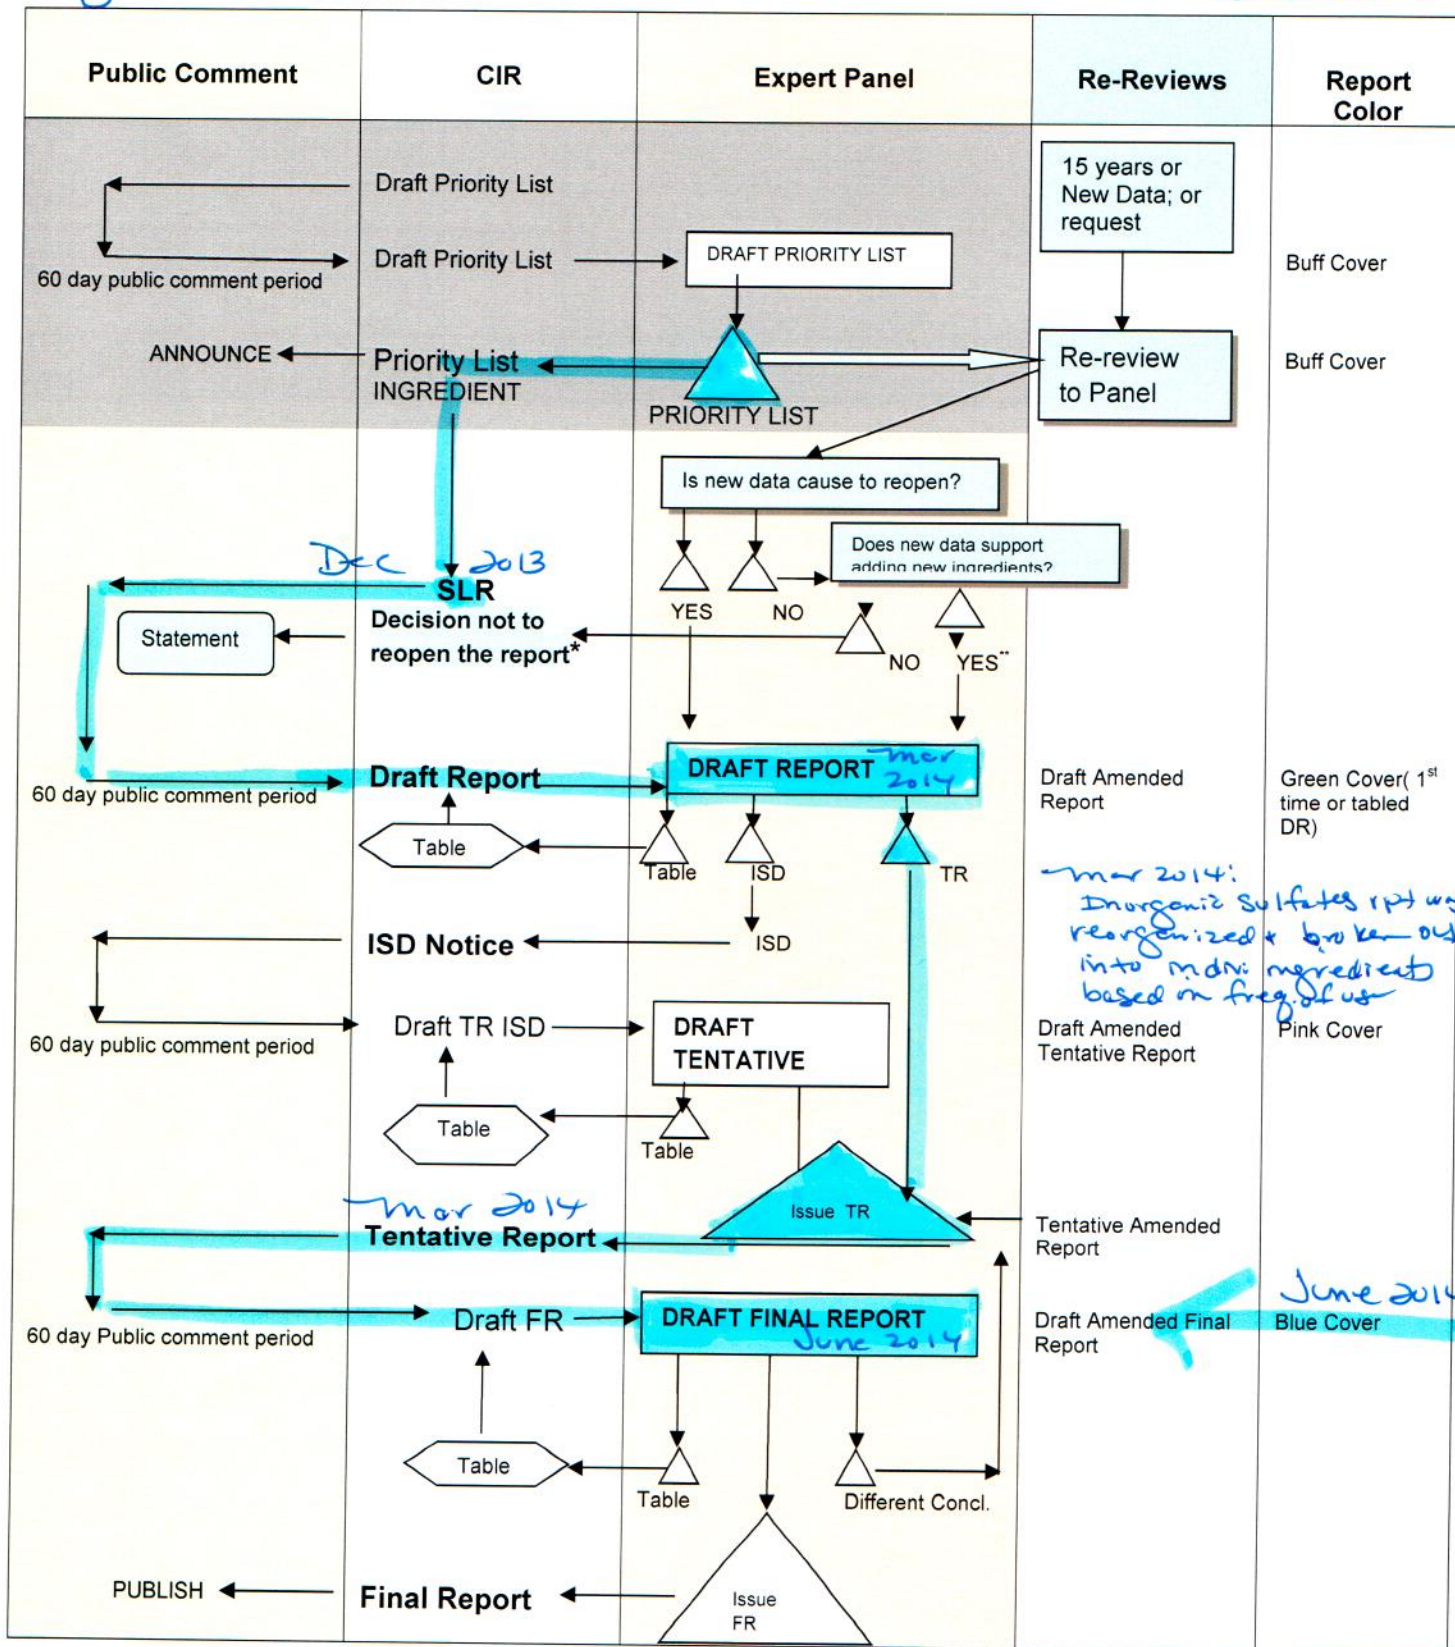 Public Comment
CIR
Expert Panel
Re-Reviews
Report
Color
Draft Priority List
15 years or
New Data; or
request
60 day public comment period
Draft Priority List
DRAFT PRIORITY LIST
Buff Cover
ANNOUNCE
Priority List
INGREDIENT
PRIORITY LIST
Re-review
to Panel
Buff Cover
Is new data cause to reopen?
Does new data support
adding new ingredients?
Dec 2013
SLR
YES
NO
Statement
Decision not to
reopen the report*
NO
YES**
60 day public comment period
Draft Report
DRAFT REPORT
Mar
2014
Draft Amended
Report
Green Cover( 1st
time or tabled
DR)
Table
Table
ISD
TR
Mar 2014:
Inorganic Sulfates rpt was
reorganized & broken out
into indiv. ingredients
based on freq. of use
ISD Notice
ISD
60 day public comment period
Draft TR ISD
DRAFT
TENTATIVE
Draft Amended
Tentative Report
Pink Cover
Table
Table
Mar 2014
Tentative Report
Issue TR
Tentative Amended
Report
60 day Public comment period
Draft FR
DRAFT FINAL REPORT
June 2014
Draft Amended Final
Report
June 2014
Blue Cover
Table
Table
Different Concl.
PUBLISH
Final Report
Issue
FR